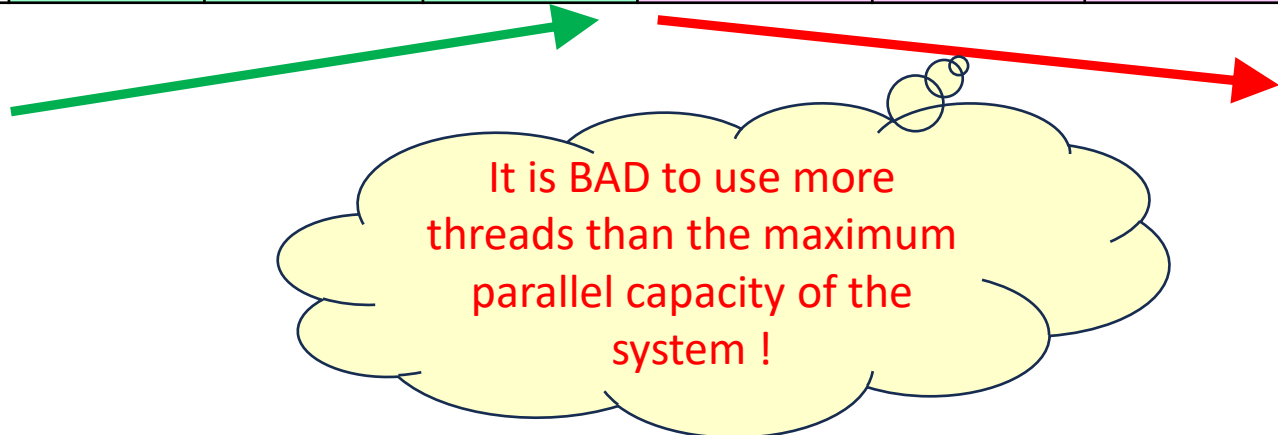 It is BAD to use more
threads than the maximum
parallel capacity of the
system !